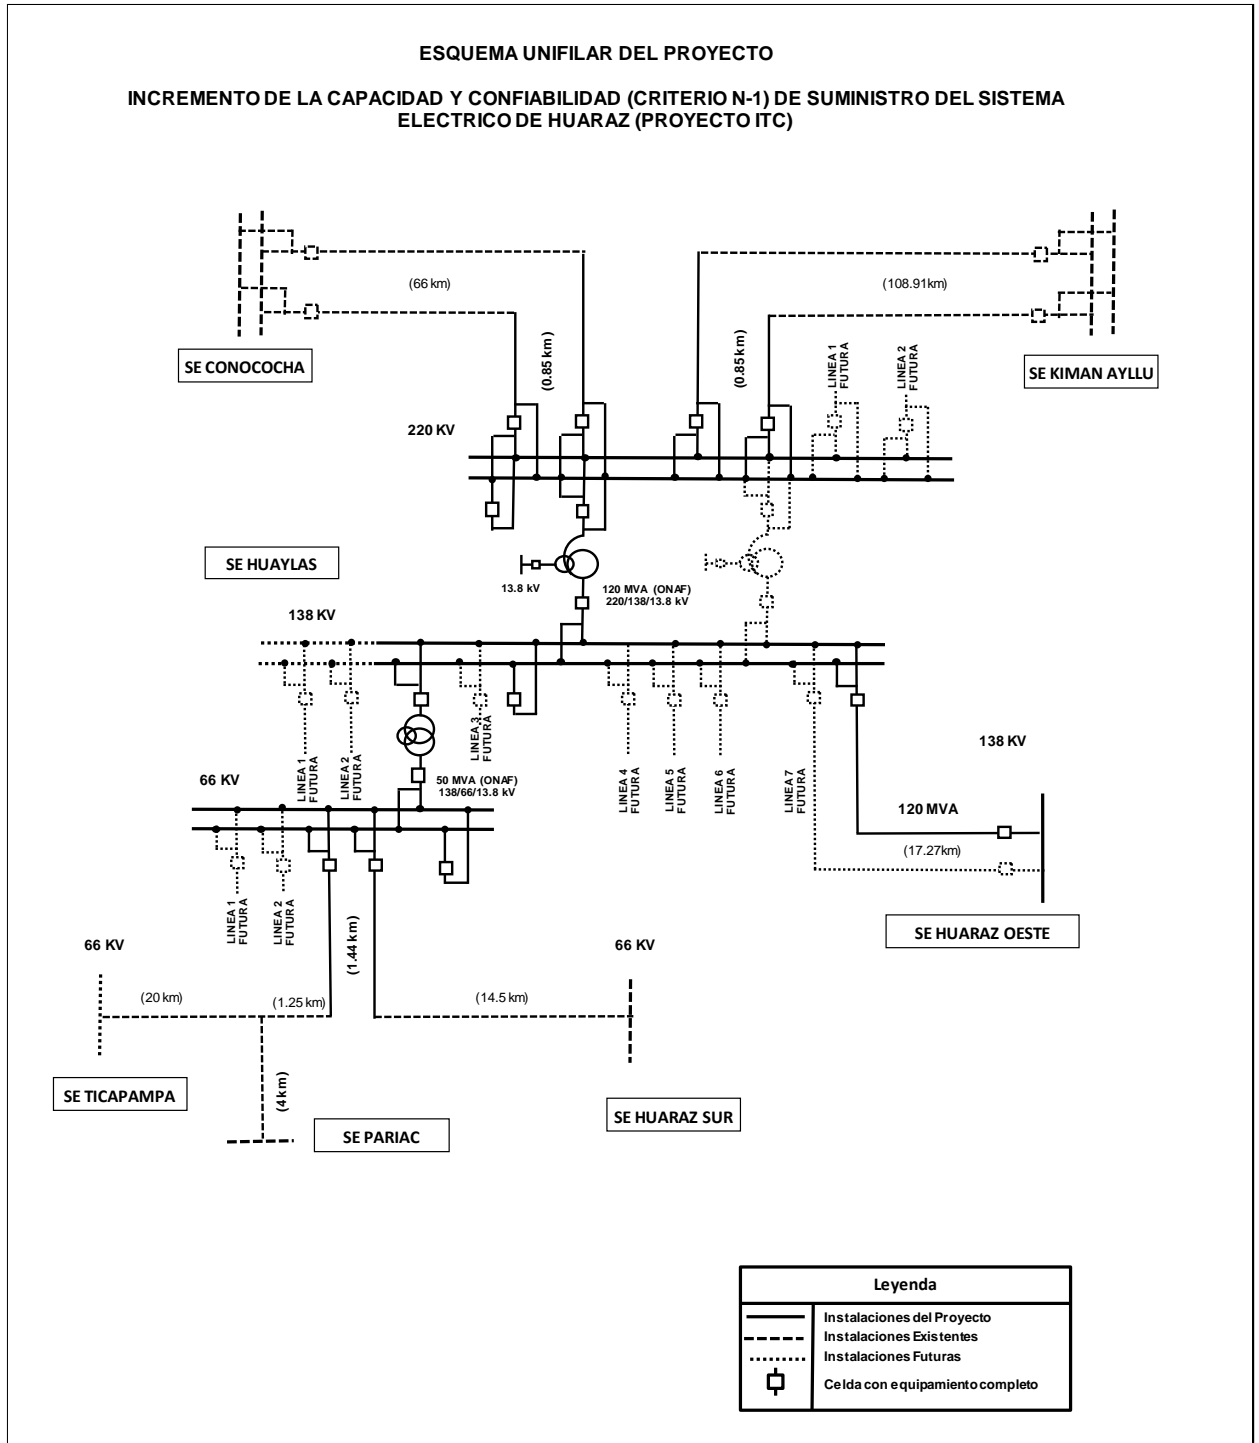 ESQUEMA UNIFILAR DEL PROYECTO
INCREMENTO DE LA CAPACIDAD Y CONFIABILIDAD (CRITERIO N-1) DE SUMINISTRO DEL SISTEMA
ELECTRICO DE HUARAZ (PROYECTO ITC)
(66 km)
(108.91km)
SE CONOCOCHA
(0.85 km)
(0.85 km)
LINEA 1
FUTURA
LINEA 2
FUTURA
SE KIMAN AYLLU
220 KV
SE HUAYLAS
13.8 kV
120 MVA (ONAF)
220/138/13.8 kV
138 KV
LINEA 1
FUTURA
LINEA 2
FUTURA
LINEA 3
FUTURA
LINEA 4
FUTURA
LINEA 5
FUTURA
LINEA 6
FUTURA
LINEA 7
FUTURA
138 KV
66 KV
50 MVA (ONAF)
138/66/13.8 kV
120 MVA
(17.27km)
LINEA 1
FUTURA
LINEA 2
FUTURA
(1.44 km)
SE HUARAZ OESTE
66 KV
66 KV
(20 km)
(1.25 km)
(14.5 km)
SE TICAPAMPA
(4 km)
SE PARIAC
SE HUARAZ SUR
Leyenda
Instalaciones del Proyecto
Instalaciones Existentes
Instalaciones Futuras
Celda con equipamiento completo